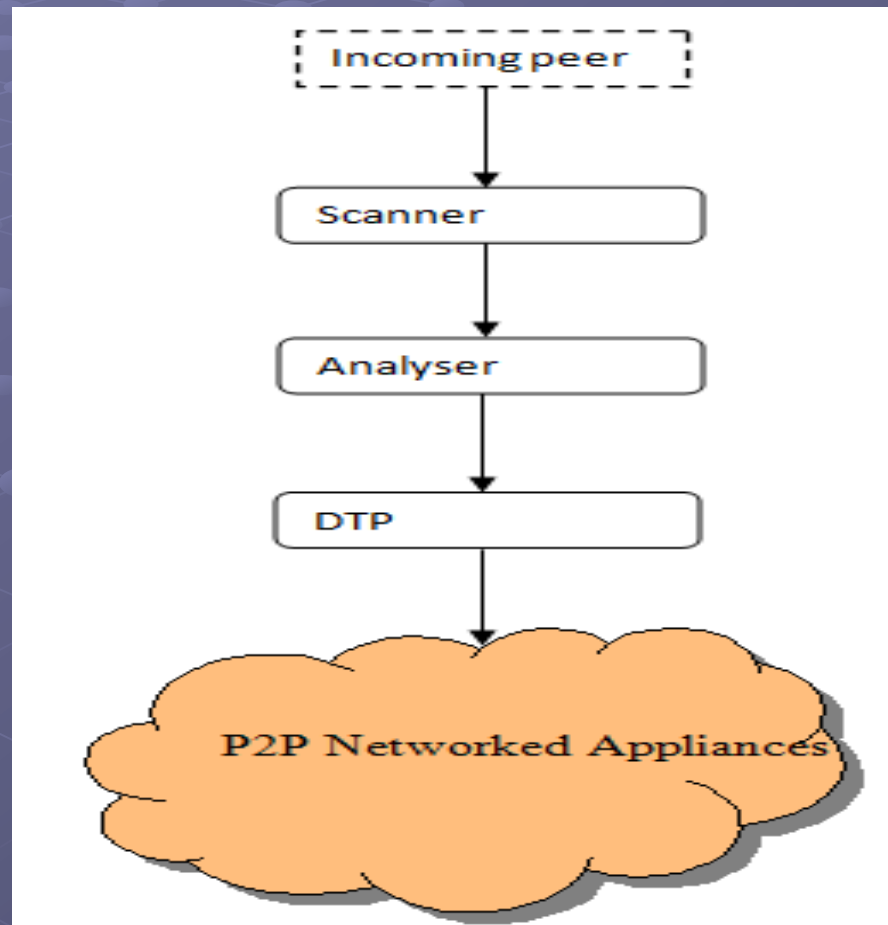 Incoming peer
Scanner
Analyser
DTP
P2P Networked Appliances